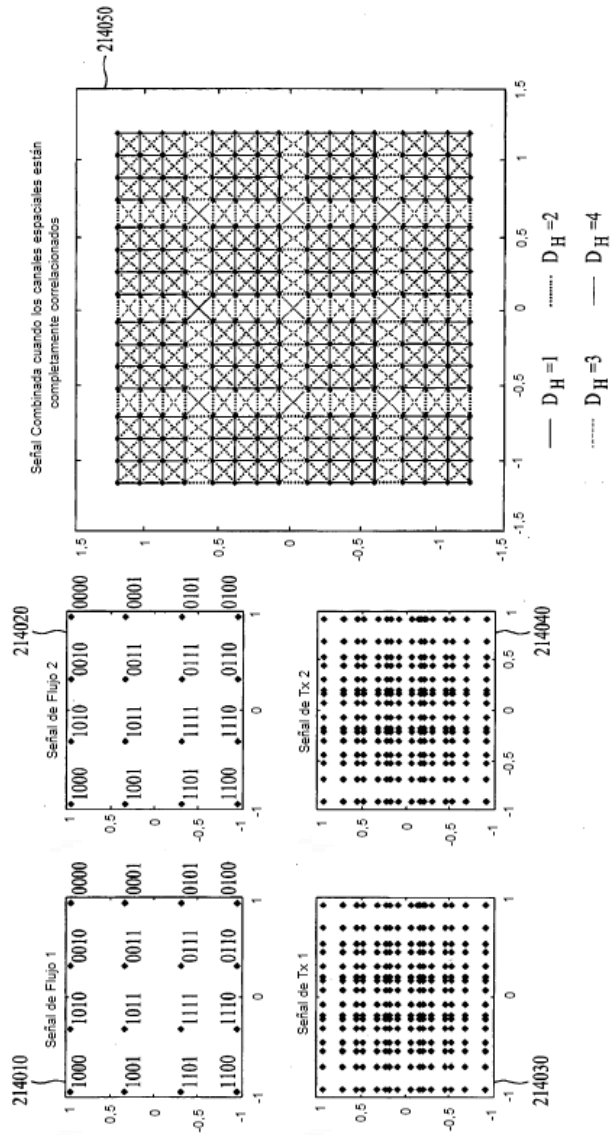 214010
Señal de Flujo 1
1
0,5
0
-0,5
-1
1000 1010 0010 0000
1001 1011 0011 0001
1101 1111 0111 0101
1100 1110 0110 0100
-1 0 1
214020
Señal de Flujo 2
1
0,5
0
-0,5
-1
1000 1010 0010 0000
1001 1011 0011 0001
1101 1111 0111 0101
1100 1110 0110 0100
-1 0 1
Señal de Tx 1
1
0,5
0
-0,5
-1
-1 0 1
214030
Señal de Tx 2
1
0,5
0
-0,5
-1
-1 -0,5 0 0,5 1
214040
Señal Combinada cuando los canales espaciales están
completamente correlacionados
214050
1,5
1
0,5
0
-0,5
-1
-1,5
-1,5 -1 -0,5 0 0,5 1 1,5
D_H=1 D_H=2
D_H=3 D_H=4